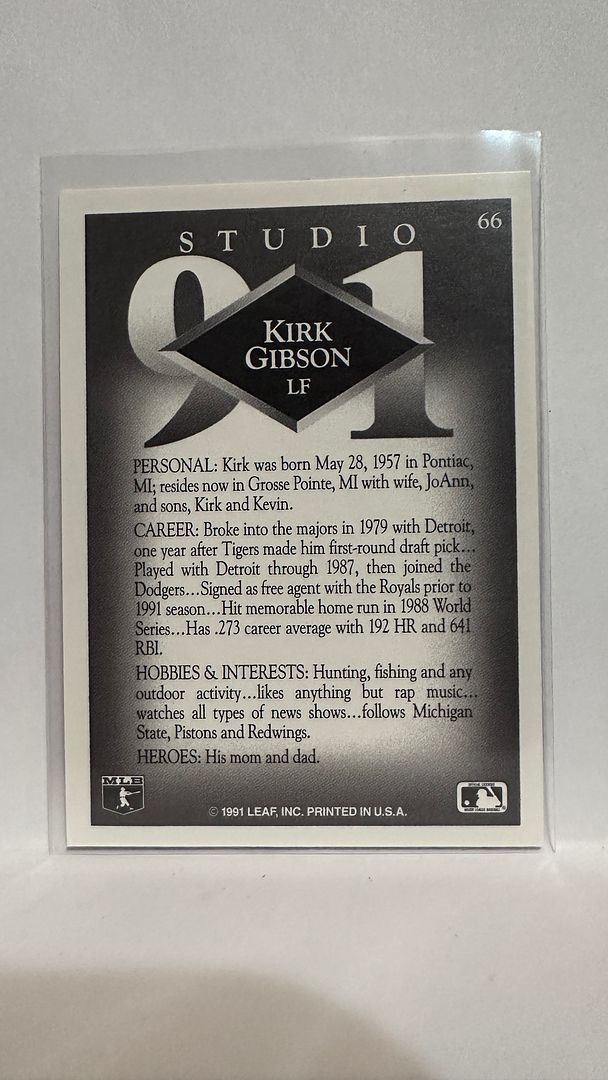 66
STUDIO
91
KIRK
GIBSON
LF
PERSONAL: Kirk was born May 28, 1957 in Pontiac,
MI; resides now in Grosse Pointe, MI with wife, JoAnn,
and sons, Kirk and Kevin.
CAREER: Broke into the majors in 1979 with Detroit,
one year after Tigers made him first-round draft pick...
Played with Detroit through 1987, then joined the
Dodgers...Signed as free agent with the Royals prior to
1991 season...Hit memorable home run in 1988 World
Series...Has .273 career average with 192 HR and 641
RBI.
HOBBIES & INTERESTS: Hunting, fishing and any
outdoor activity...likes anything but rap music...
watches all types of news shows...follows Michigan
State, Pistons and Redwings.
HEROES: His mom and dad.
MLB
© 1991 LEAF, INC. PRINTED IN U.S.A.